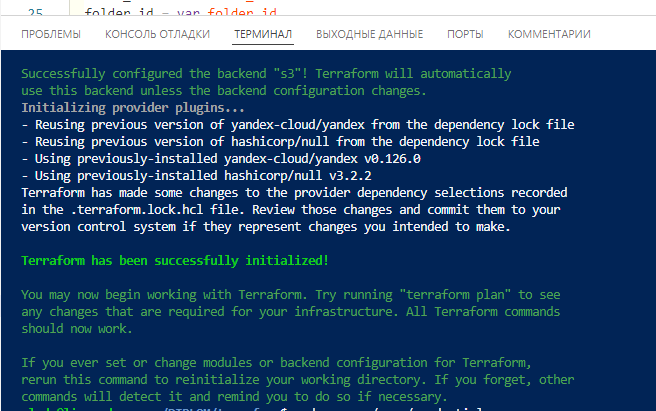 25 folder_id = var.folder_id
ПРОБЛЕМЫ КОНСОЛЬ ОТЛАДКИ ТЕРМИНАЛ ВЫХОДНЫЕ ДАННЫЕ ПОРТЫ КОММЕНТАРИИ
Successfully configured the backend "s3"! Terraform will automatically
use this backend unless the backend configuration changes.
Initializing provider plugins...
- Reusing previous version of yandex-cloud/yandex from the dependency lock file
- Reusing previous version of hashicorp/null from the dependency lock file
- Using previously-installed yandex-cloud/yandex v0.126.0
- Using previously-installed hashicorp/null v3.2.2
Terraform has made some changes to the provider dependency selections recorded
in the .terraform.lock.hcl file. Review those changes and commit them to your
version control system if they represent changes you intended to make.
Terraform has been successfully initialized!
You may now begin working with Terraform. Try running "terraform plan" to see
any changes that are required for your infrastructure. All Terraform commands
should now work.
If you ever set or change modules or backend configuration for Terraform,
rerun this command to reinitialize your working directory. If you forget, other
commands will detect it and remind you to do so if necessary.